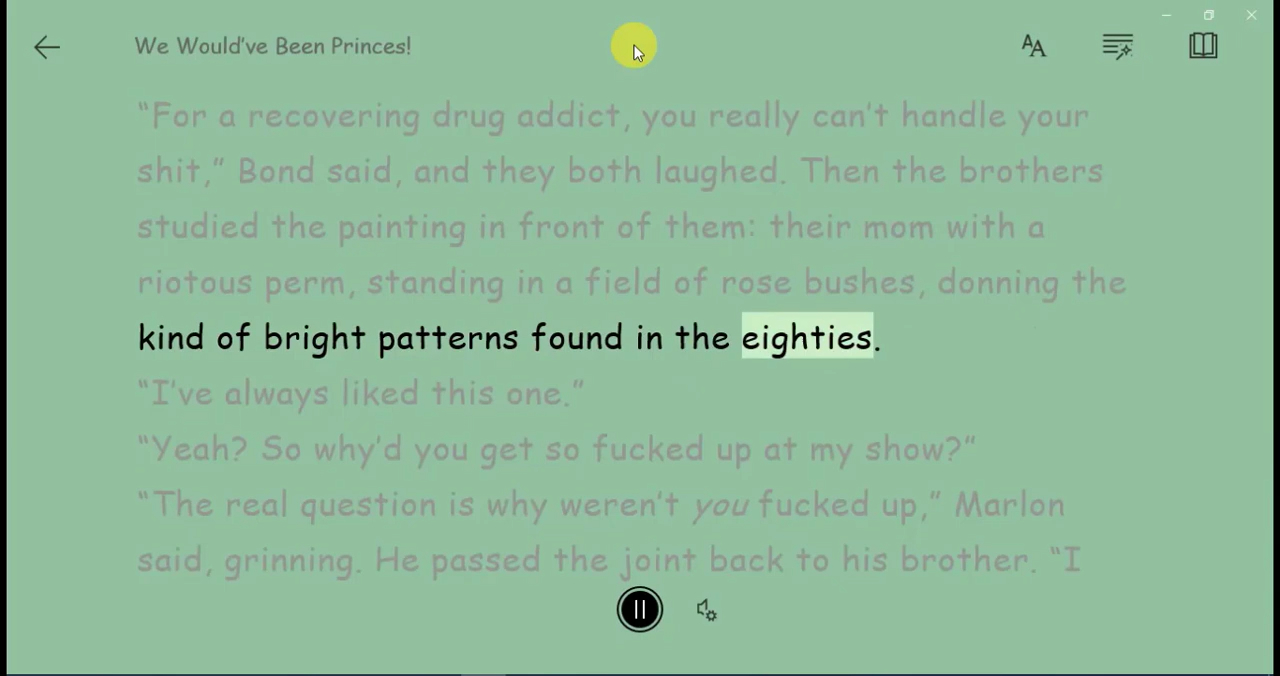 We Would’ve Been Princes!
AA
“For a recovering drug addict, you really can’t handle your
shit,” Bond said, and they both laughed. Then the brothers
studied the painting in front of them: their mom with a
riotous perm, standing in a field of rose bushes, donning the
kind of bright patterns found in the eighties.
“I’ve always liked this one.”
“Yeah? So why’d you get so fucked up at my show?”
“The real question is why weren’t you fucked up,” Marlon
said, grinning. He passed the joint back to his brother. “I